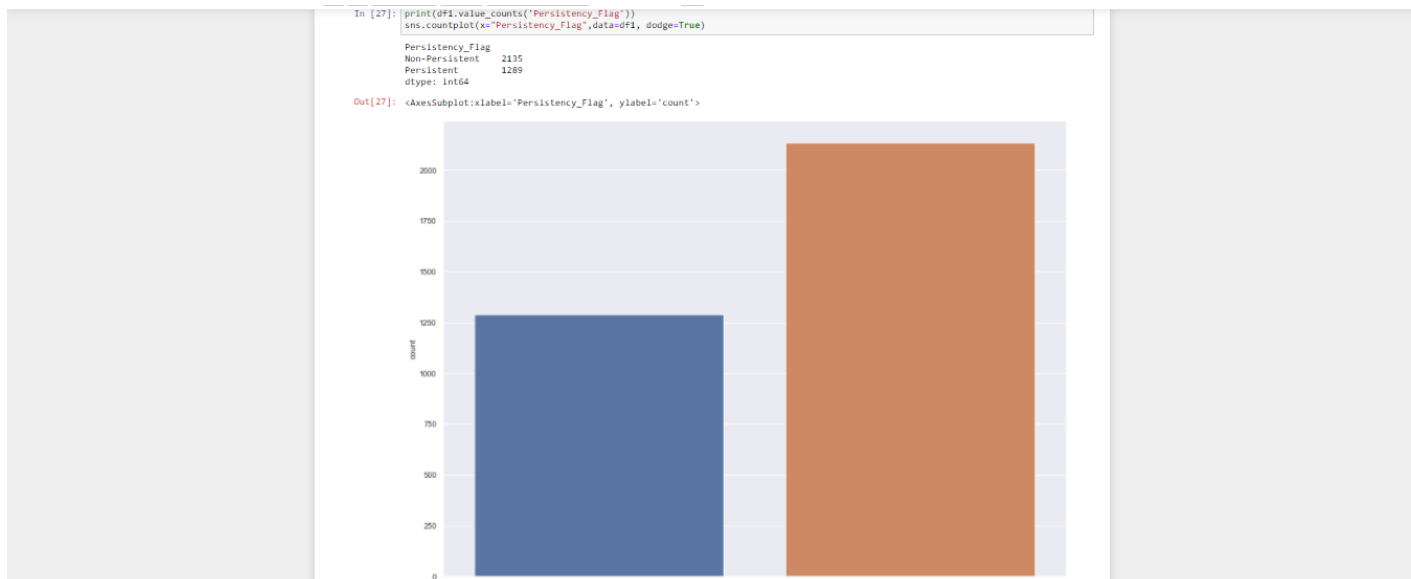 In [27]: print(df1.value_counts('Persistency_Flag'))
sns.countplot(x="Persistency_Flag",data=df1, dodge=True)
Persistency_Flag
Non-Persistent    2135
Persistent        1289
dtype: int64
Out[27]: <AxesSubplot:xlabel='Persistency_Flag', ylabel='count'>
2000
1750
1500
1250
count
1000
750
500
250
0